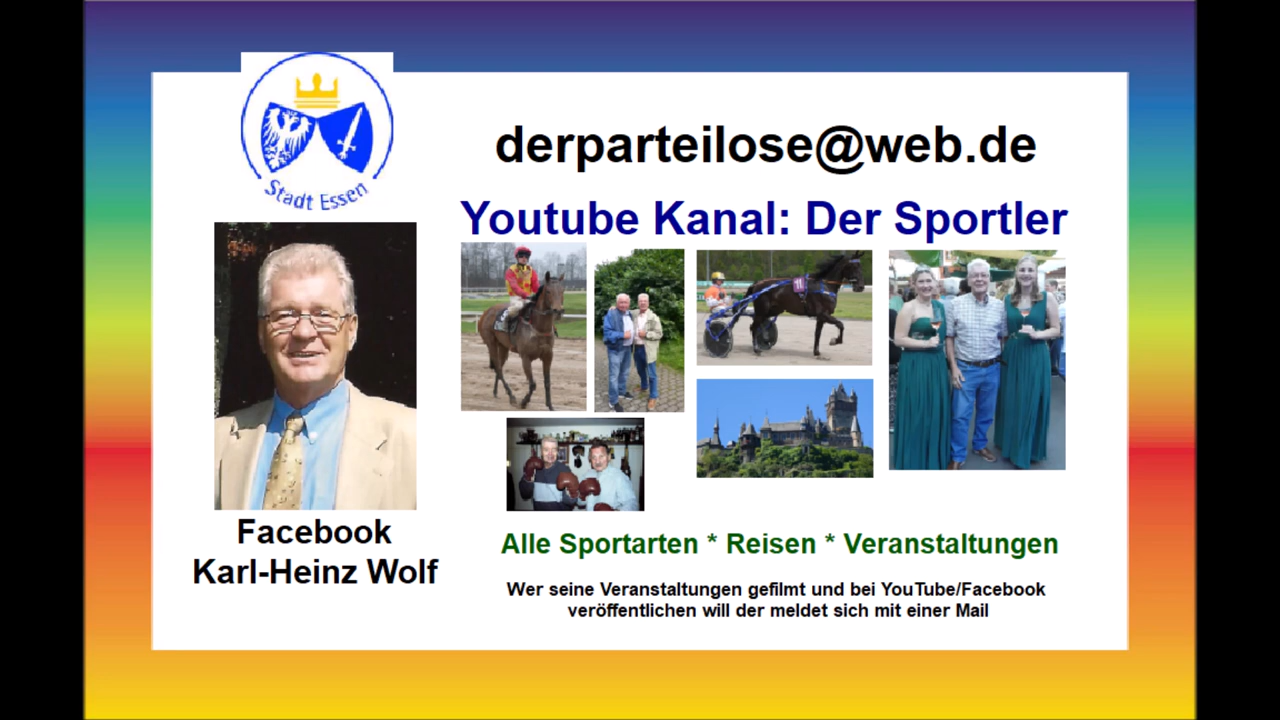 Stadt Essen
derparteilose@web.de
Youtube Kanal: Der Sportler
Facebook
Karl-Heinz Wolf
Alle Sportarten * Reisen * Veranstaltungen
Wer seine Veranstaltungen gefilmt und bei YouTube/Facebook
veröffentlichen will der meldet sich mit einer Mail